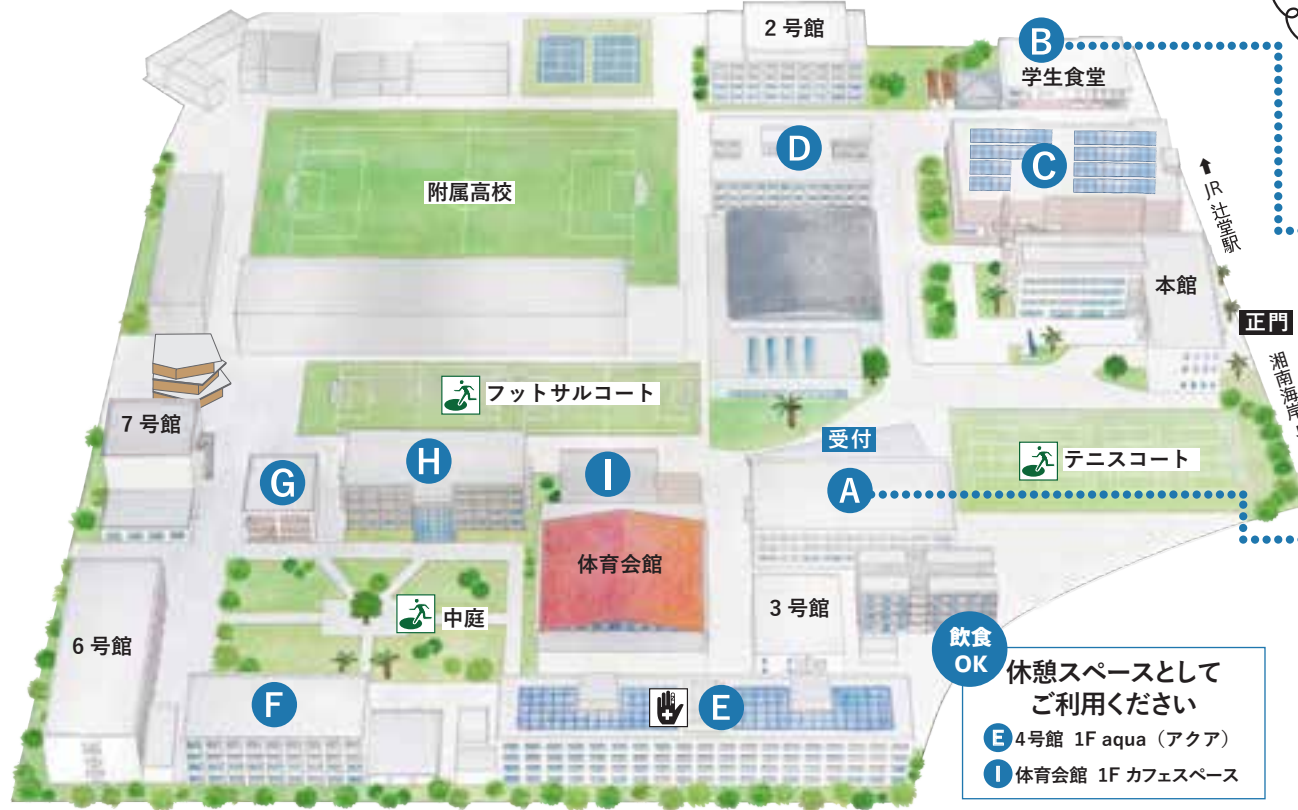 2号館
B
学生食堂
D
C
附属高校
↑JR 辻堂駅
本館
正門
湘南海岸
フットサルコート
7号館
受付
テニスコート
H
G
I
A
体育会館
中庭
3号館
6号館
F
E
飲食
OK
休憩スペースとして
ご利用ください
E 4号館 1F aqua（アクア）
I 体育会館 1F カフェスペース